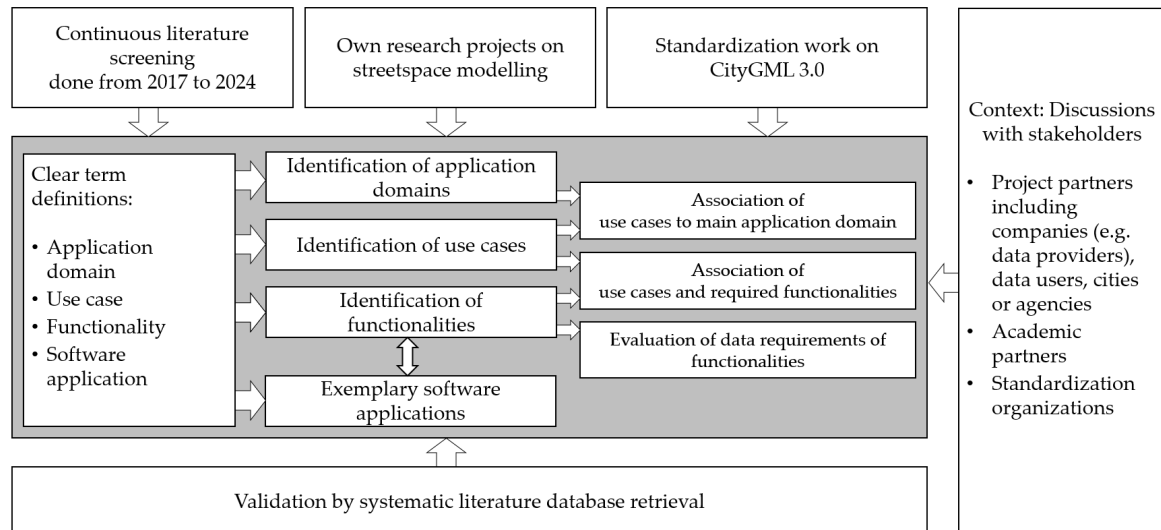 Continuous literature
screening
done from 2017 to 2024
Own research projects on
streetspace modelling
Standardization work on
CityGML 3.0
Clear term
definitions:
• Application
domain
• Use case
• Functionality
• Software
application
Identification of application
domains
Identification of use cases
Identification of
functionalities
Exemplary software
applications
Association of
use cases to main application domain
Association of
use cases and required functionalities
Evaluation of data requirements of
functionalities
Context: Discussions
with stakeholders
• Project partners
including
companies (e.g.
data providers),
data users, cities
or agencies
• Academic
partners
• Standardization
organizations
Validation by systematic literature database retrieval